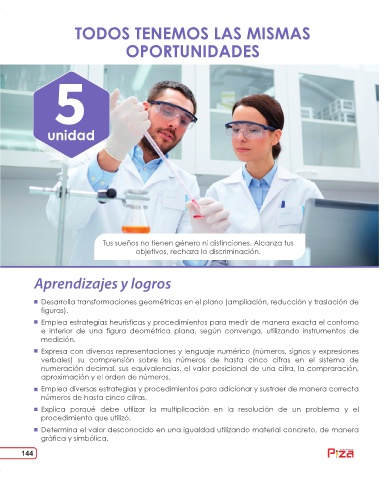 TODOS TENEMOS LAS MISMAS
OPORTUNIDADES
5
unidad
Tus sueños no tienen género ni distinciones. Alcanza tus
objetivos, rechaza la discriminación.
Aprendizajes y logros
Desarrolla transformaciones geométricas en el plano (ampliación, reducción y traslación de
figuras).
Emplea estrategias heurísticas y procedimientos para medir de manera exacta el contorno
e interior de una figura deométrica plana, según convenga, utilizando instrumentos de
medición.
Expresa con diversas representaciones y lenguaje numérico (números, signos y expresiones
verbales) su comprensión sobre los números de hasta cinco cifras en el sistema de
numeración decimal, sus equivalencias, el valor posicional de una cifra, la compraración,
aproximación y el orden de números.
Emplea diversas estrategias y procedimientos para adicionar y sustraer de manera correcta
números de hasta cinco cifras.
Explica porqué debe utilizar la multiplicación en la resolución de un problema y el
procedimiento que utilizó.
Determina el valor desconocido en una igualdad utilizando material concreto, de manera
gráfica y simbólica.
144
Piza